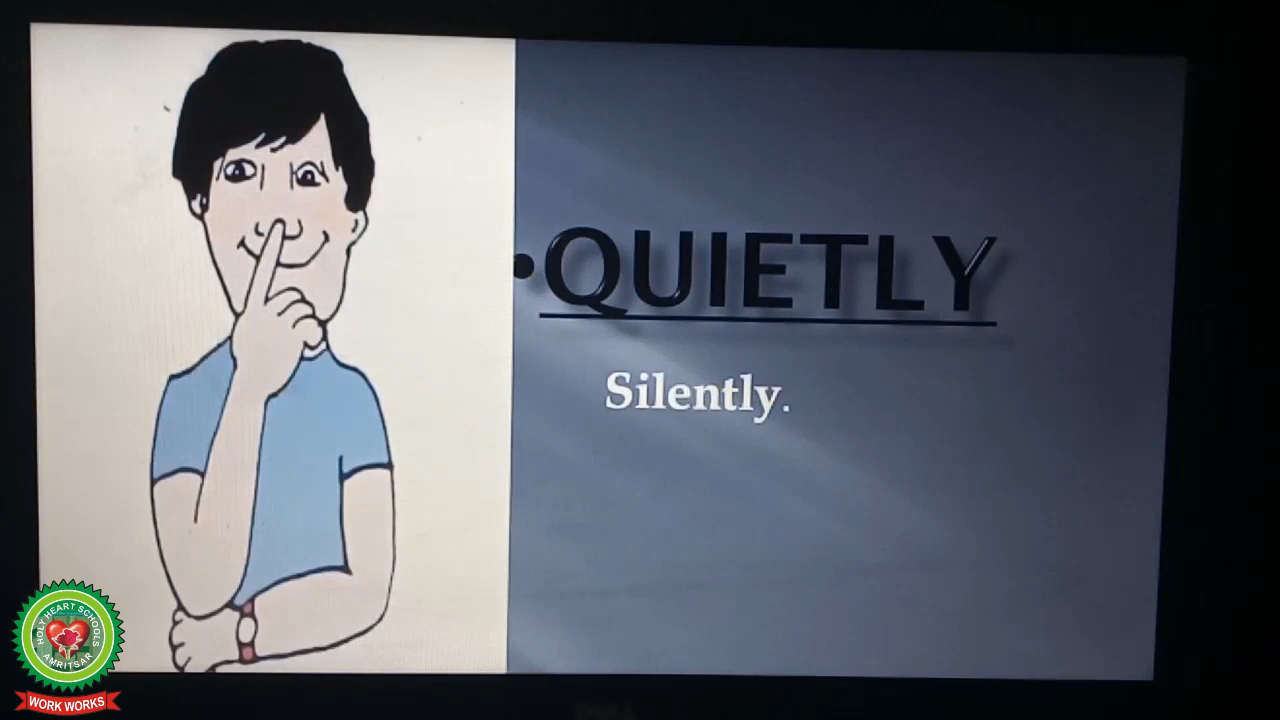 •QUIETLY
Silently.
HOLY HEART SCHOOLS
AMRITSAR
WORK WORKS